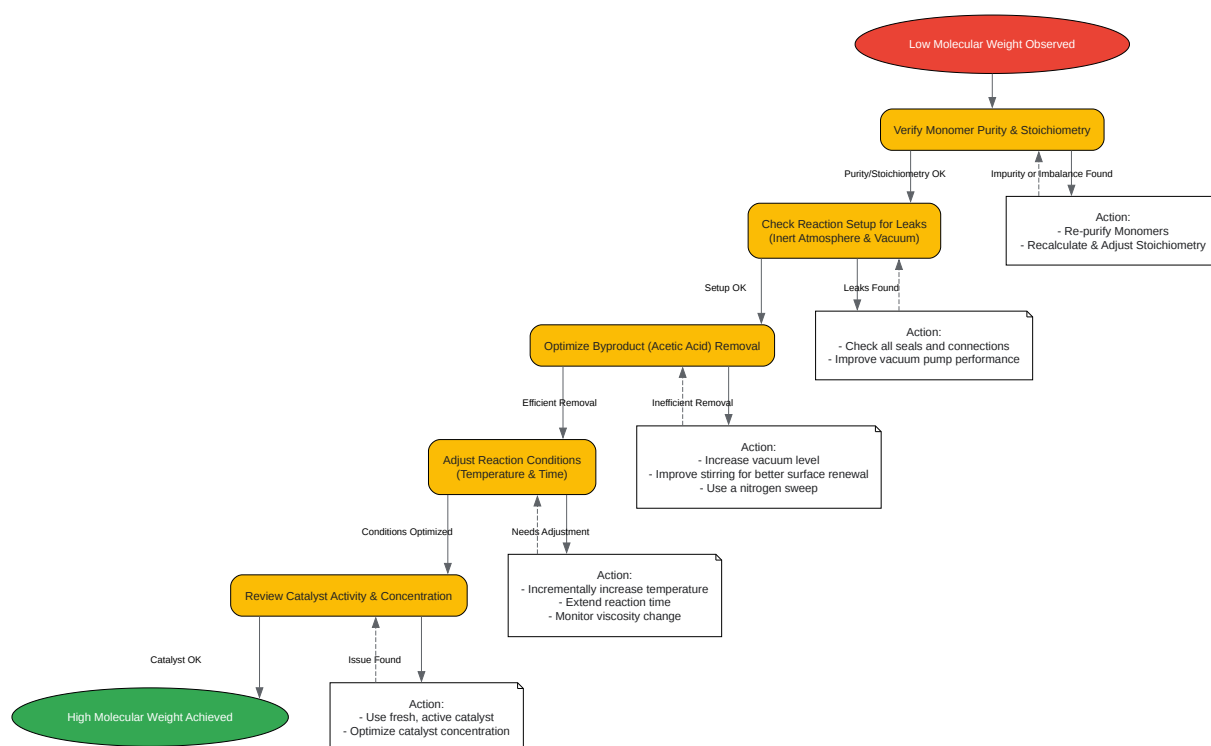 Low Molecular Weight Observed
Verify Monomer Purity & Stoichiometry
Purity/Stoichiometry OK
Impurity or Imbalance Found
Action:
- Re-purify Monomers
- Recalculate & Adjust Stoichiometry
Check Reaction Setup for Leaks
(Inert Atmosphere & Vacuum)
Setup OK
Leaks Found
Action:
- Check all seals and connections
- Improve vacuum pump performance
Optimize Byproduct (Acetic Acid) Removal
Efficient Removal
Inefficient Removal
Action:
- Increase vacuum level
- Improve stirring for better surface renewal
- Use a nitrogen sweep
Adjust Reaction Conditions
(Temperature & Time)
Conditions Optimized
Needs Adjustment
Action:
- Incrementally increase temperature
- Extend reaction time
- Monitor viscosity change
Review Catalyst Activity & Concentration
Catalyst OK
Issue Found
Action:
- Use fresh, active catalyst
- Optimize catalyst concentration
High Molecular Weight Achieved